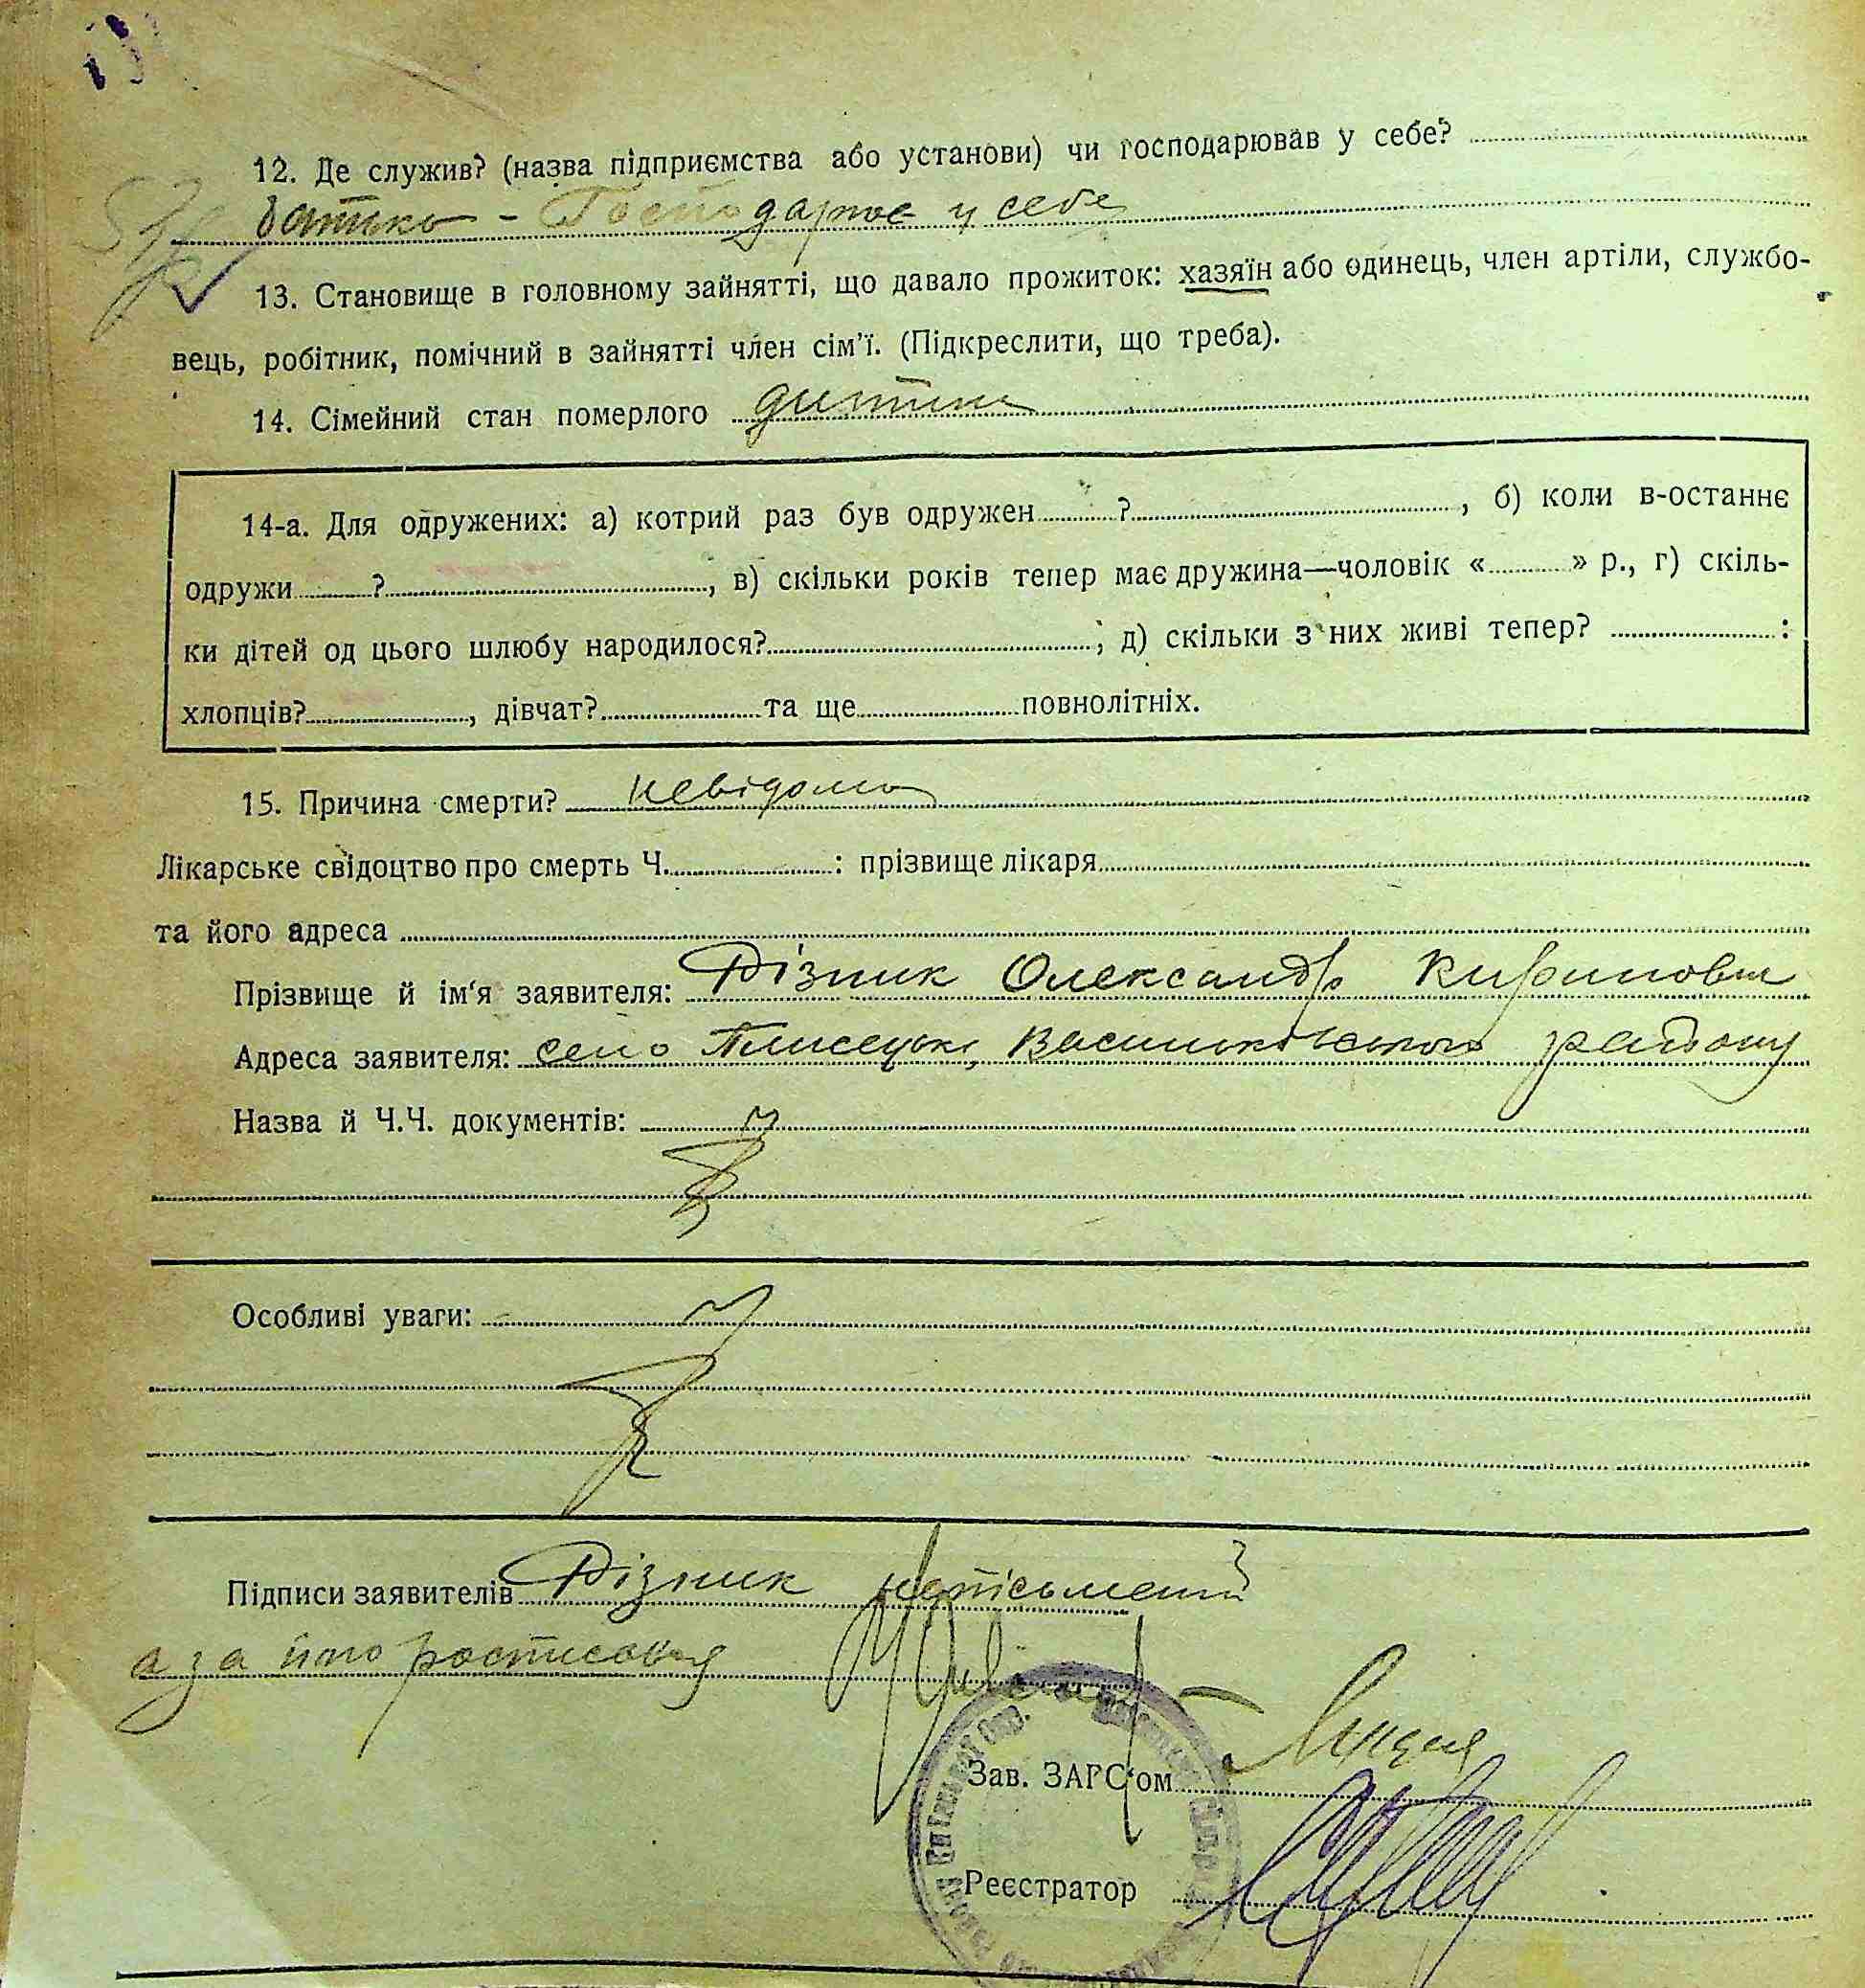 12. Де служив? (назва підприємства або установи) чи господарював у себе?
батько - Господарює у себе
13. Становище в головному зайнятті, що давало прожиток: хазяїн або одинець, член артіли, службо-
вець, робітник, помічний в зайнятті член сім'ї. (Підкреслити, що треба).
14. Сімейний стан померлого дитина
14-а. Для одружених: а) котрий раз був одружен ?, б) коли в-останнє
одружи ?, в) скільки років тепер має дружина—чоловік « » р., г) скіль-
ки дітей од цього шлюбу народилося? ; д) скільки з них живі тепер? :
хлопців? , дівчат? та ще повнолітніх.
15. Причина смерти? невідома
Лікарське свідоцтво про смерть Ч. : прізвище лікаря
та його адреса
Прізвище й ім'я заявителя: Різник Олександр
Адреса заявителя: село Плисецьке, Васильківського району
Назва й Ч.Ч. документів:
Особливі уваги:
Підписи заявителів Різник неписьмений
а за його росписався
Зав. ЗАГС'ом
Реєстратор